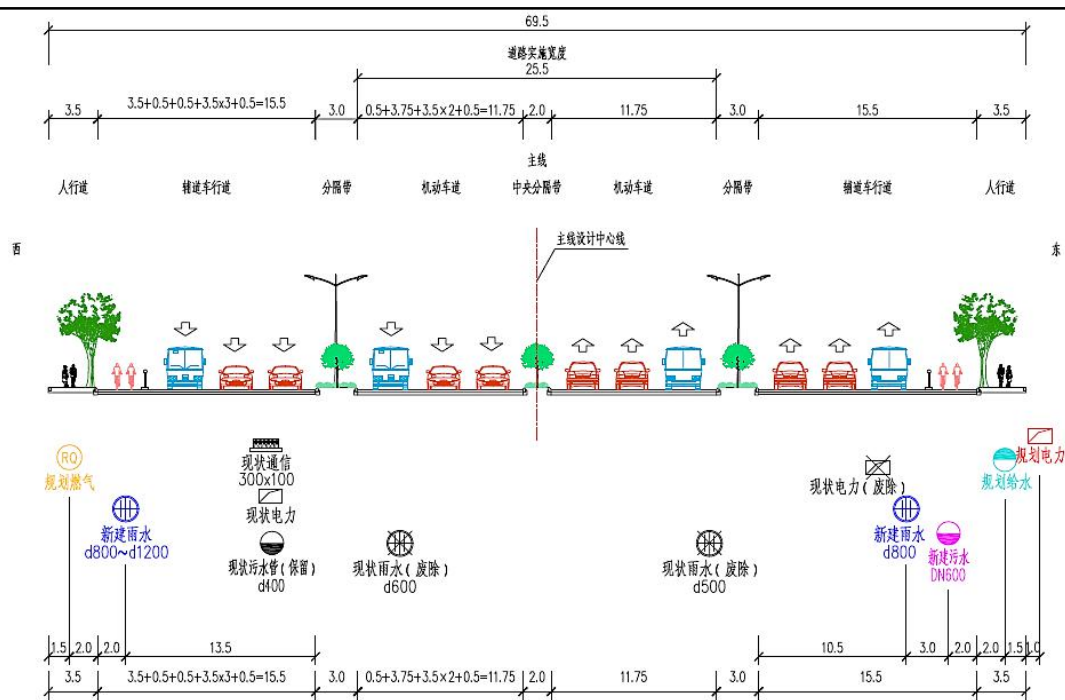 69.5
道路实施宽度
25.5
3.5 3.5+0.5+0.5+3.5x3+0.5=15.5 3.0 0.5+3.75+3.5×2+0.5=11.75 2.0 11.75 3.0 15.5 3.5
主线
人行道 辅道车行道 分隔带 机动车道 中央分隔带 机动车道 分隔带 辅道车行道 人行道
主线设计中心线
西 东
RQ
规划燃气
新建雨水
d800~d1200
现状通信
300x100
现状电力
现状污水管(保留)
d400
现状雨水(废除)
d600
现状雨水(废除)
d500
现状电力(废除)
新建雨水
d800
新建污水
DN600
规划给水
规划电力
1.5 2.0 2.0 13.5 10.5 3.0 2.0 2.0 1.5 1.0
3.5 3.5+0.5+0.5+3.5x3+0.5=15.5 3.0 0.5+3.75+3.5×2+0.5=11.75 2.0 11.75 3.0 15.5 3.5